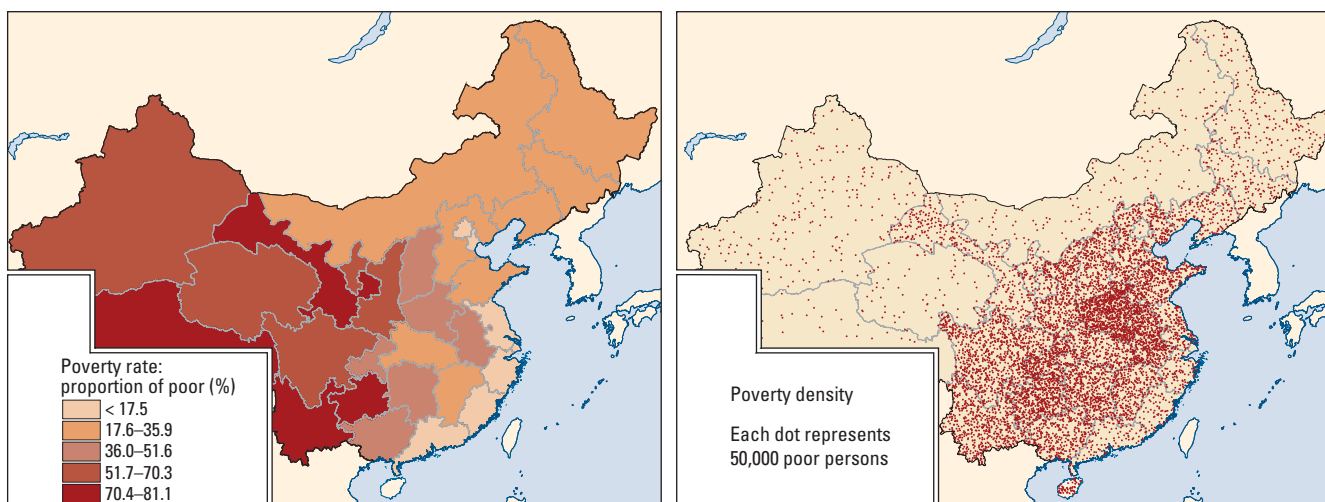 Poverty rate:
proportion of poor (%)
< 17.5
17.6–35.9
36.0–51.6
51.7–70.3
70.4–81.1
Poverty density
Each dot represents
50,000 poor persons